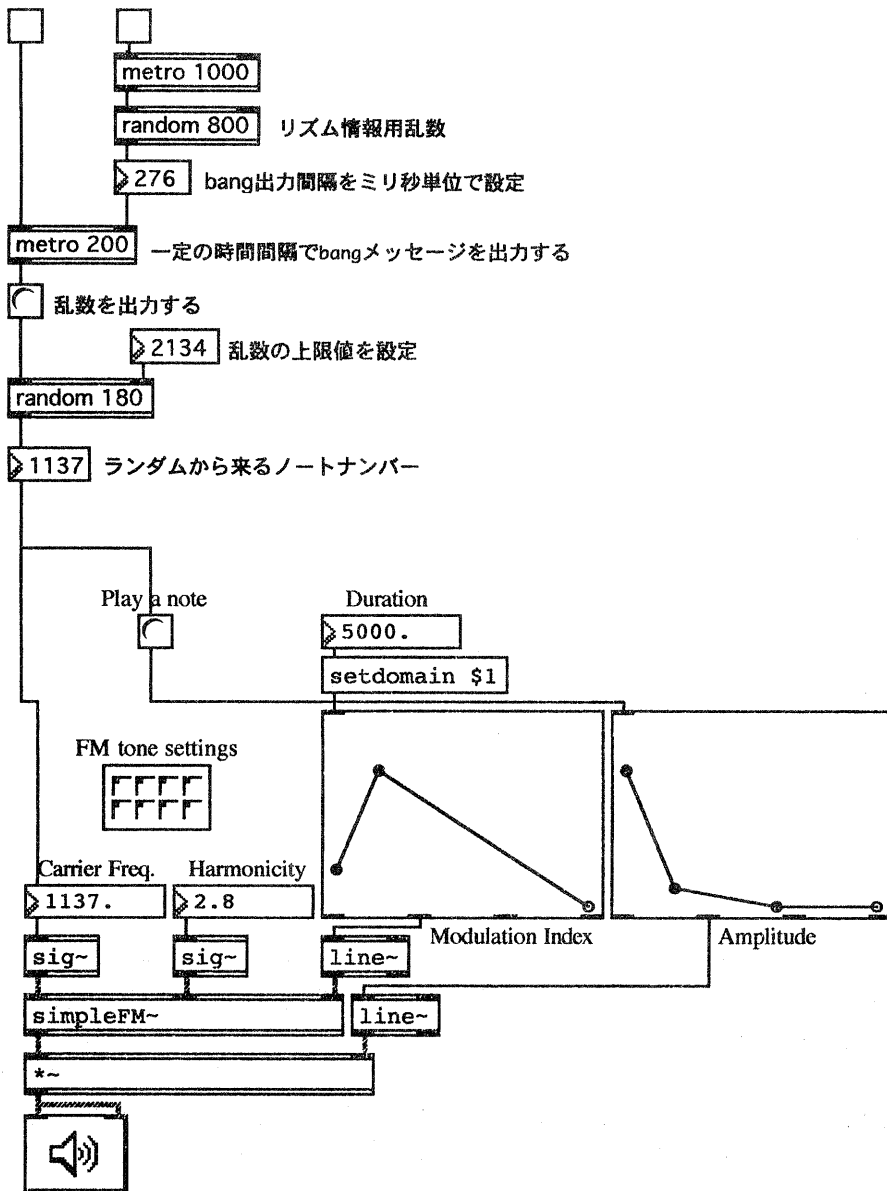 metro 1000
random 800 リズム情報用乱数
276 bang出力間隔をミリ秒単位で設定
metro 200 一定の時間間隔でbangメッセージを出力する
乱数を出力する
2134 乱数の上限値を設定
random 180
1137 ランダムから来るノートナンバー
Play a note Duration
5000.
setdomain $1
FM tone settings
Carrier Freq. Harmonicity
1137. 2.8
Modulation Index Amplitude
sig~ sig~ line~
simpleFM~ line~
*~